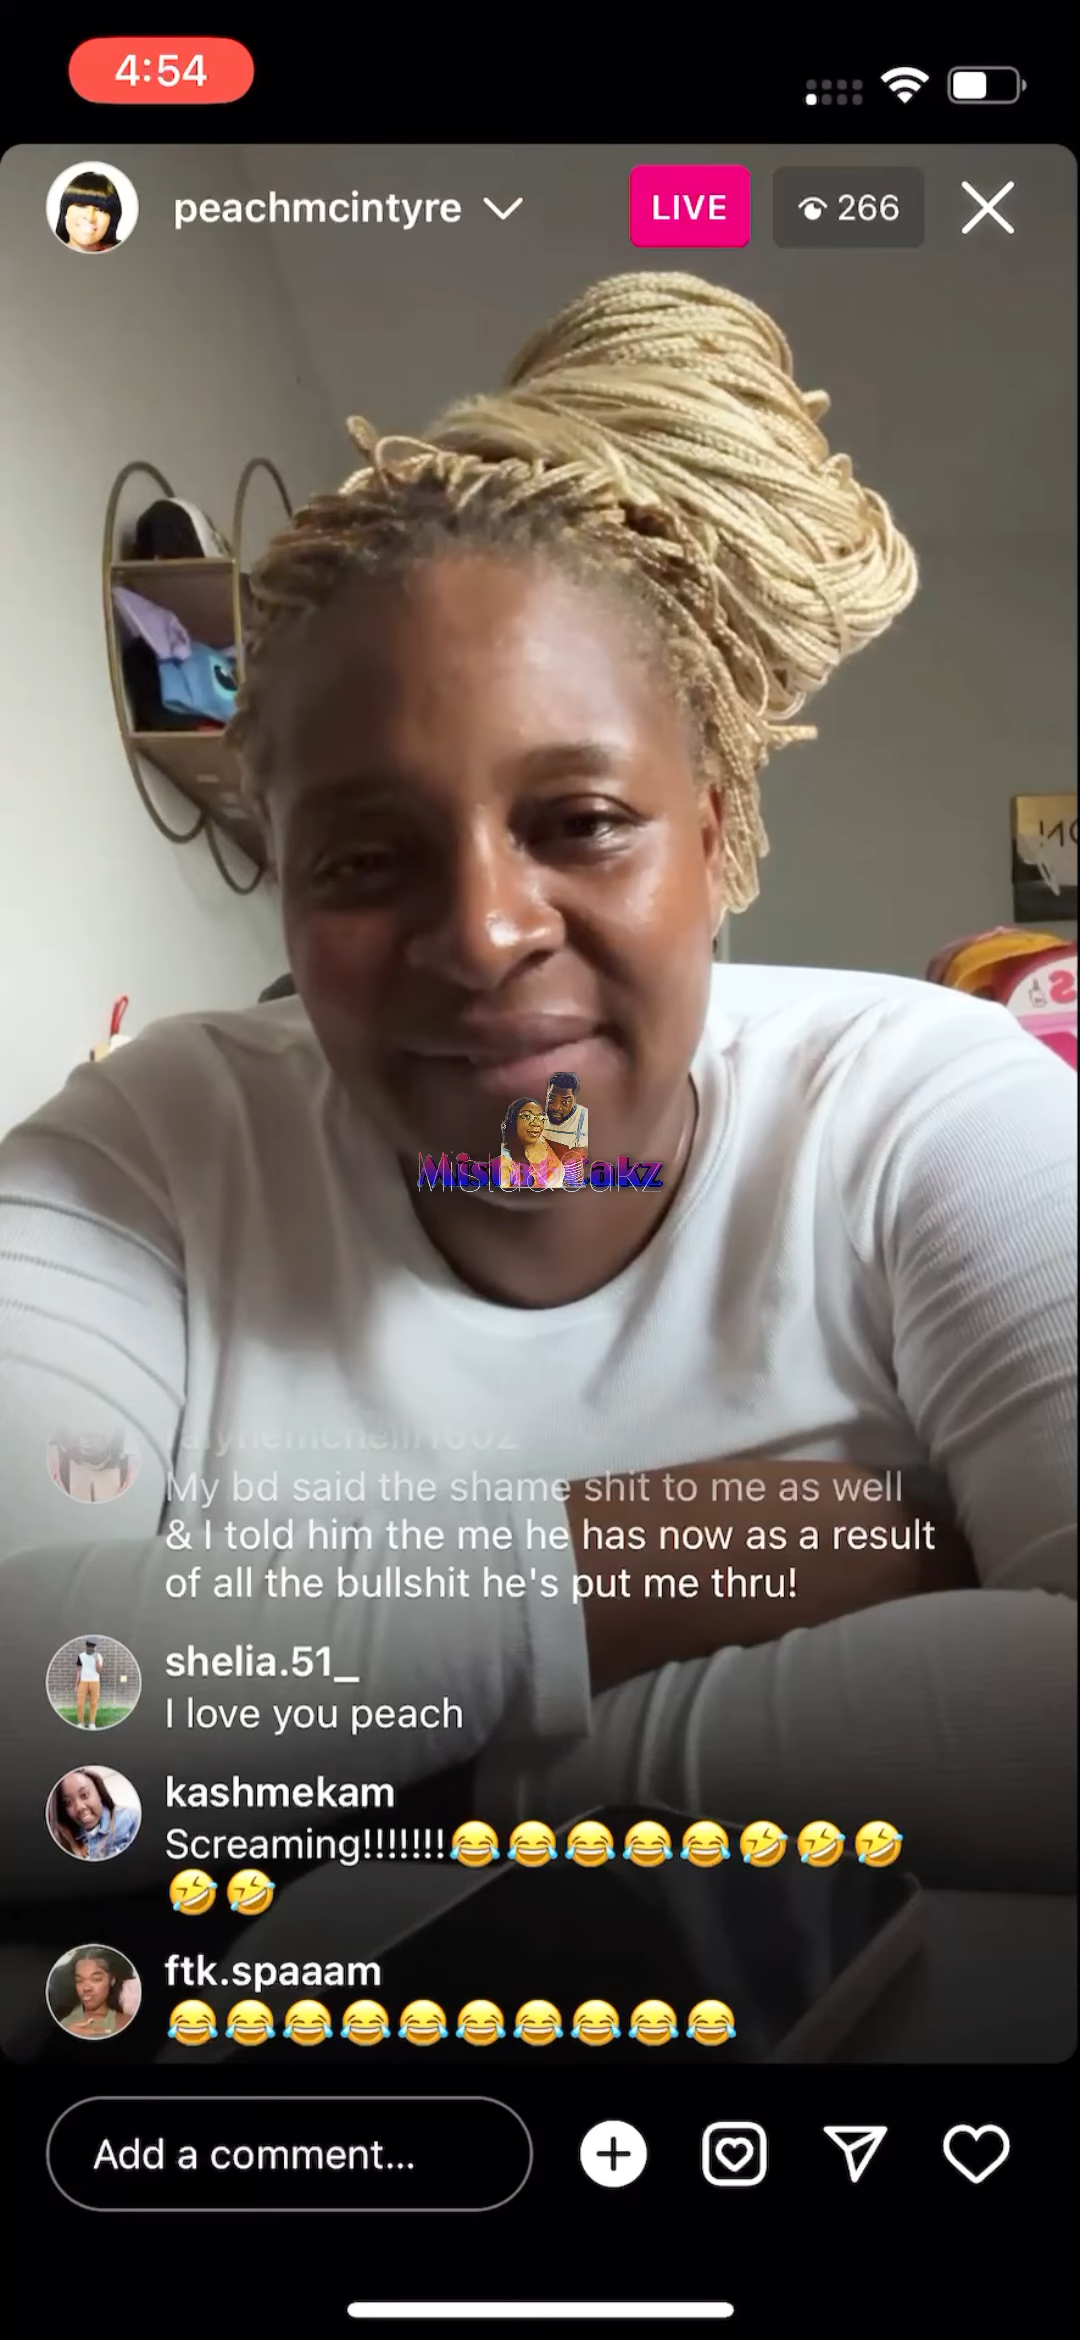 4:54
peachmcintyre
LIVE
266
Mista&Cakz
My bd said the shame shit to me as well
& I told him the me he has now as a result
of all the bullshit he's put me thru!
shelia.51_
I love you peach
kashmekam
Screaming!!!!!!!😂😂😂😂😂🤣🤣🤣
🤣🤣
ftk.spaaam
😂😂😂😂😂😂😂😂😂😂
Add a comment...